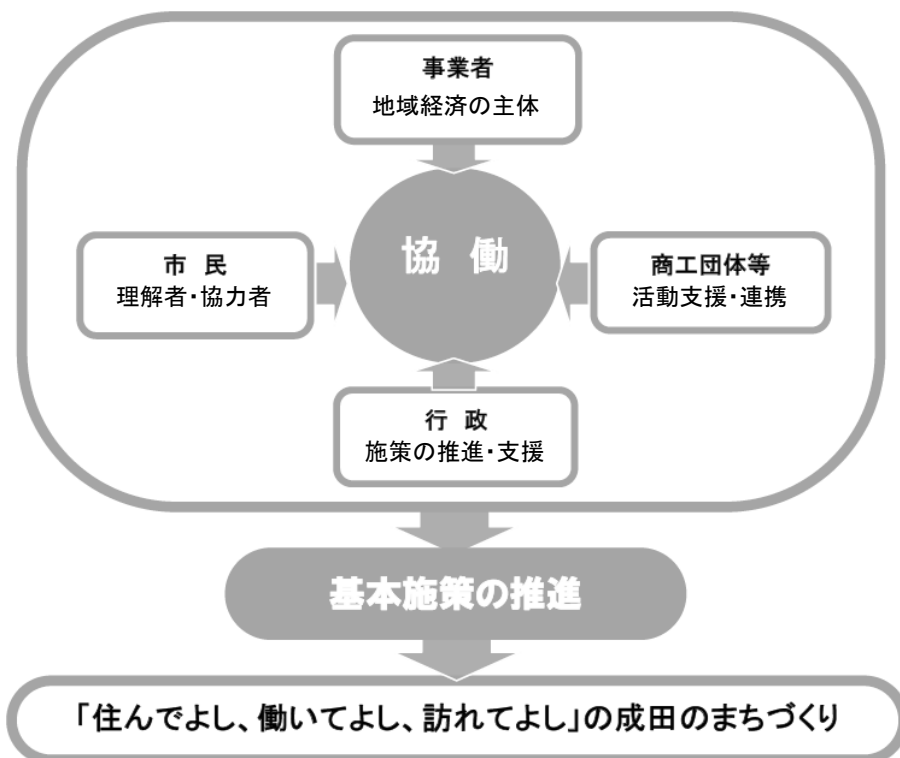 事業者
地域経済の主体
協 働
市 民
理解者・協力者
商工団体等
活動支援・連携
行 政
施策の推進・支援
基本施策の推進
「住んでよし、働いてよし、訪れてよし」の成田のまちづくり